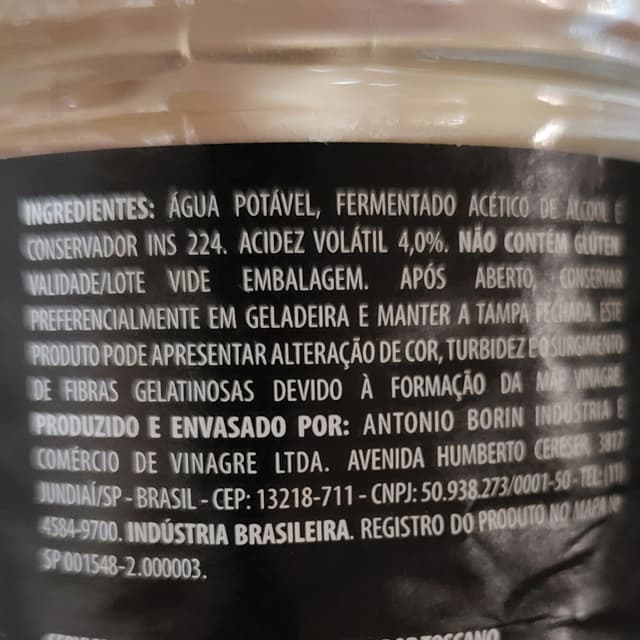 INGREDIENTES: ÁGUA POTÁVEL, FERMENTADO ACÉTICO DE ÁLCOOL E
CONSERVADOR INS 224. ACIDEZ VOLÁTIL 4,0%. NÃO CONTÉM GLÚTEN
VALIDADE/LOTE VIDE EMBALAGEM. APÓS ABERTO, CONSERVAR
PREFERENCIALMENTE EM GELADEIRA E MANTER A TAMPA FECHADA. ESTE
PRODUTO PODE APRESENTAR ALTERAÇÃO DE COR, TURBIDEZ E O SURGIMENTO
DE FIBRAS GELATINOSAS DEVIDO À FORMAÇÃO DA MÃE VINAGRE
PRODUZIDO E ENVASADO POR: ANTONIO BORIN INDÚSTRIA E
COMÉRCIO DE VINAGRE LTDA. AVENIDA HUMBERTO CERESER 3817
JUNDIAÍ/SP - BRASIL - CEP: 13218-711 - CNPJ: 50.938.273/0001-50 - TEL: (11)
4584-9700. INDÚSTRIA BRASILEIRA. REGISTRO DO PRODUTO NO MAPA Nº
SP 001548-2.000003.
TOSCANO